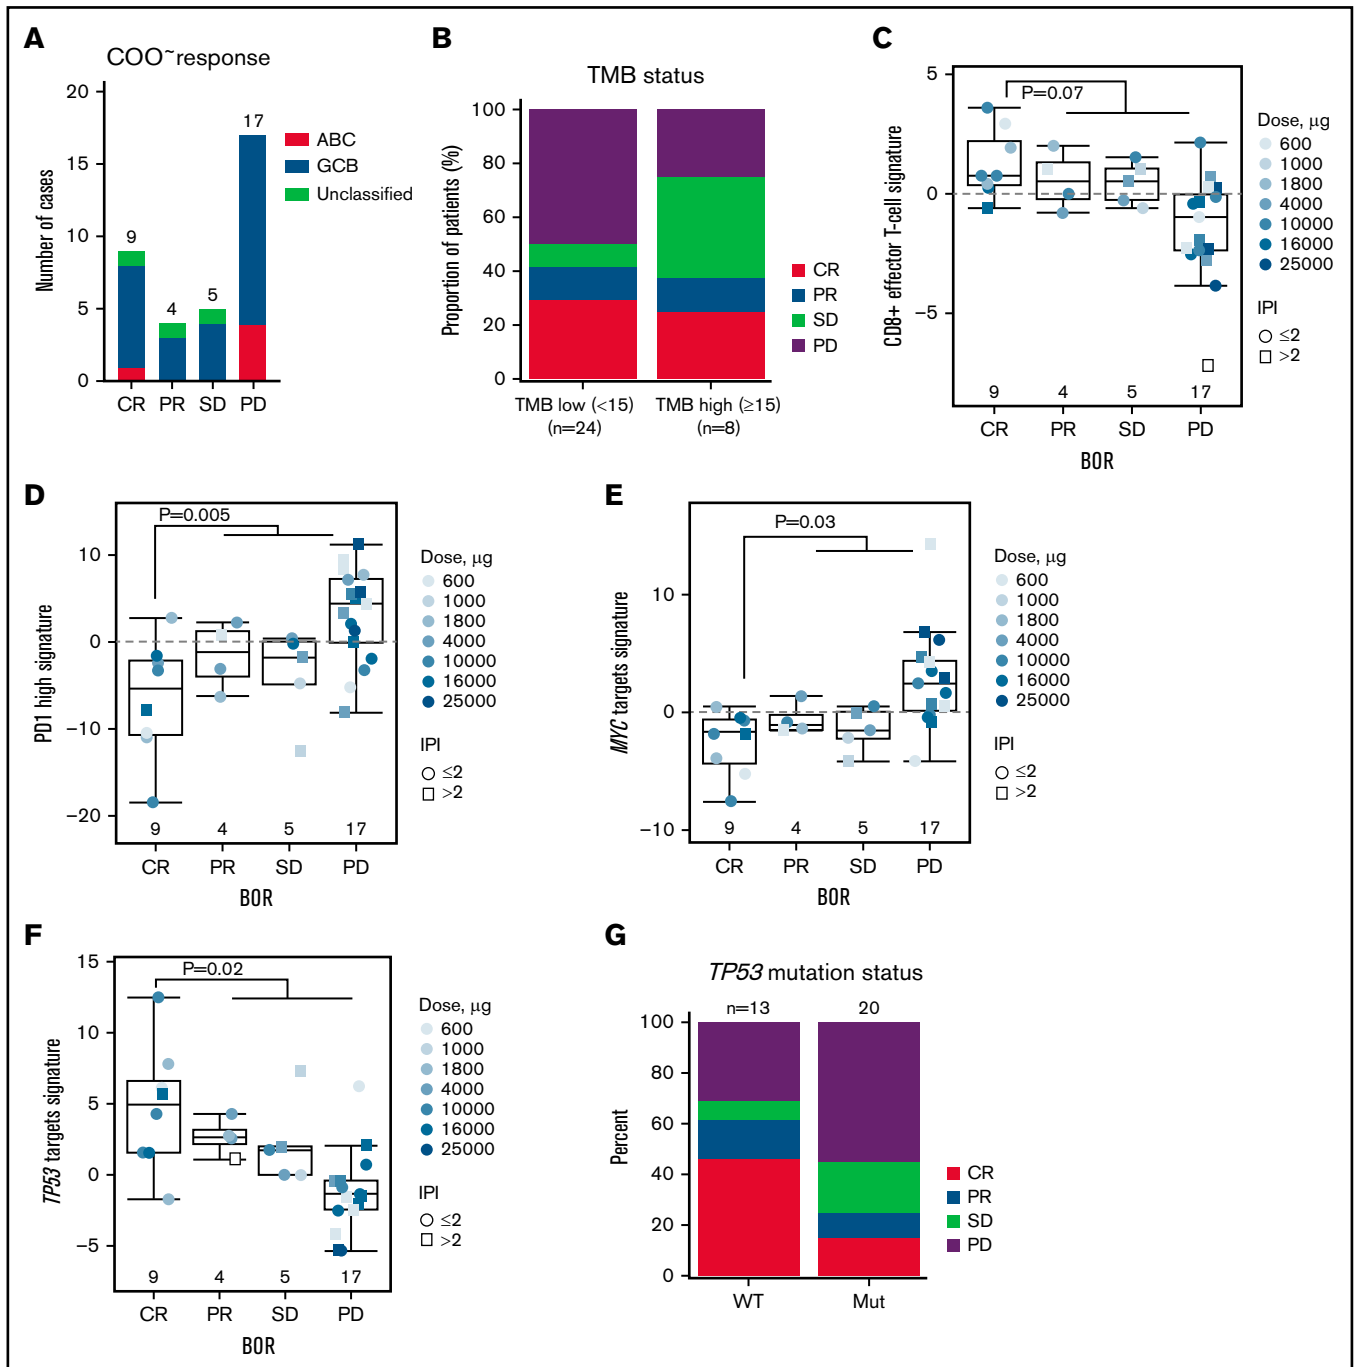 A
COO~response
Number of cases
20
15
10
5
0
9
4
5
17
CR
PR
SD
PD
ABC
GCB
Unclassified
B
TMB status
Proportion of patients (%)
100
80
60
40
20
0
TMB low (<15)
(n=24)
TMB high (≥15)
(n=8)
CR
PR
SD
PD
C
CD8+ effector T-cell signature
5
0
−5
P=0.07
9
4
5
17
CR
PR
SD
PD
BOR
Dose, µg
600
1000
1800
4000
10000
16000
25000
IPI
≤2
>2
D
PD1 high signature
10
0
−10
−20
P=0.005
9
4
5
17
CR
PR
SD
PD
BOR
Dose, µg
600
1000
1800
4000
10000
16000
25000
IPI
≤2
>2
E
MYC targets signature
10
0
−10
P=0.03
9
4
5
17
CR
PR
SD
PD
BOR
Dose, µg
600
1000
1800
4000
10000
16000
25000
IPI
≤2
>2
F
TP53 targets signature
15
10
5
0
−5
P=0.02
9
4
5
17
CR
PR
SD
PD
BOR
Dose, µg
600
1000
1800
4000
10000
16000
25000
IPI
≤2
>2
G
TP53 mutation status
n=13
20
Percent
100
80
60
40
20
0
WT
Mut
CR
PR
SD
PD